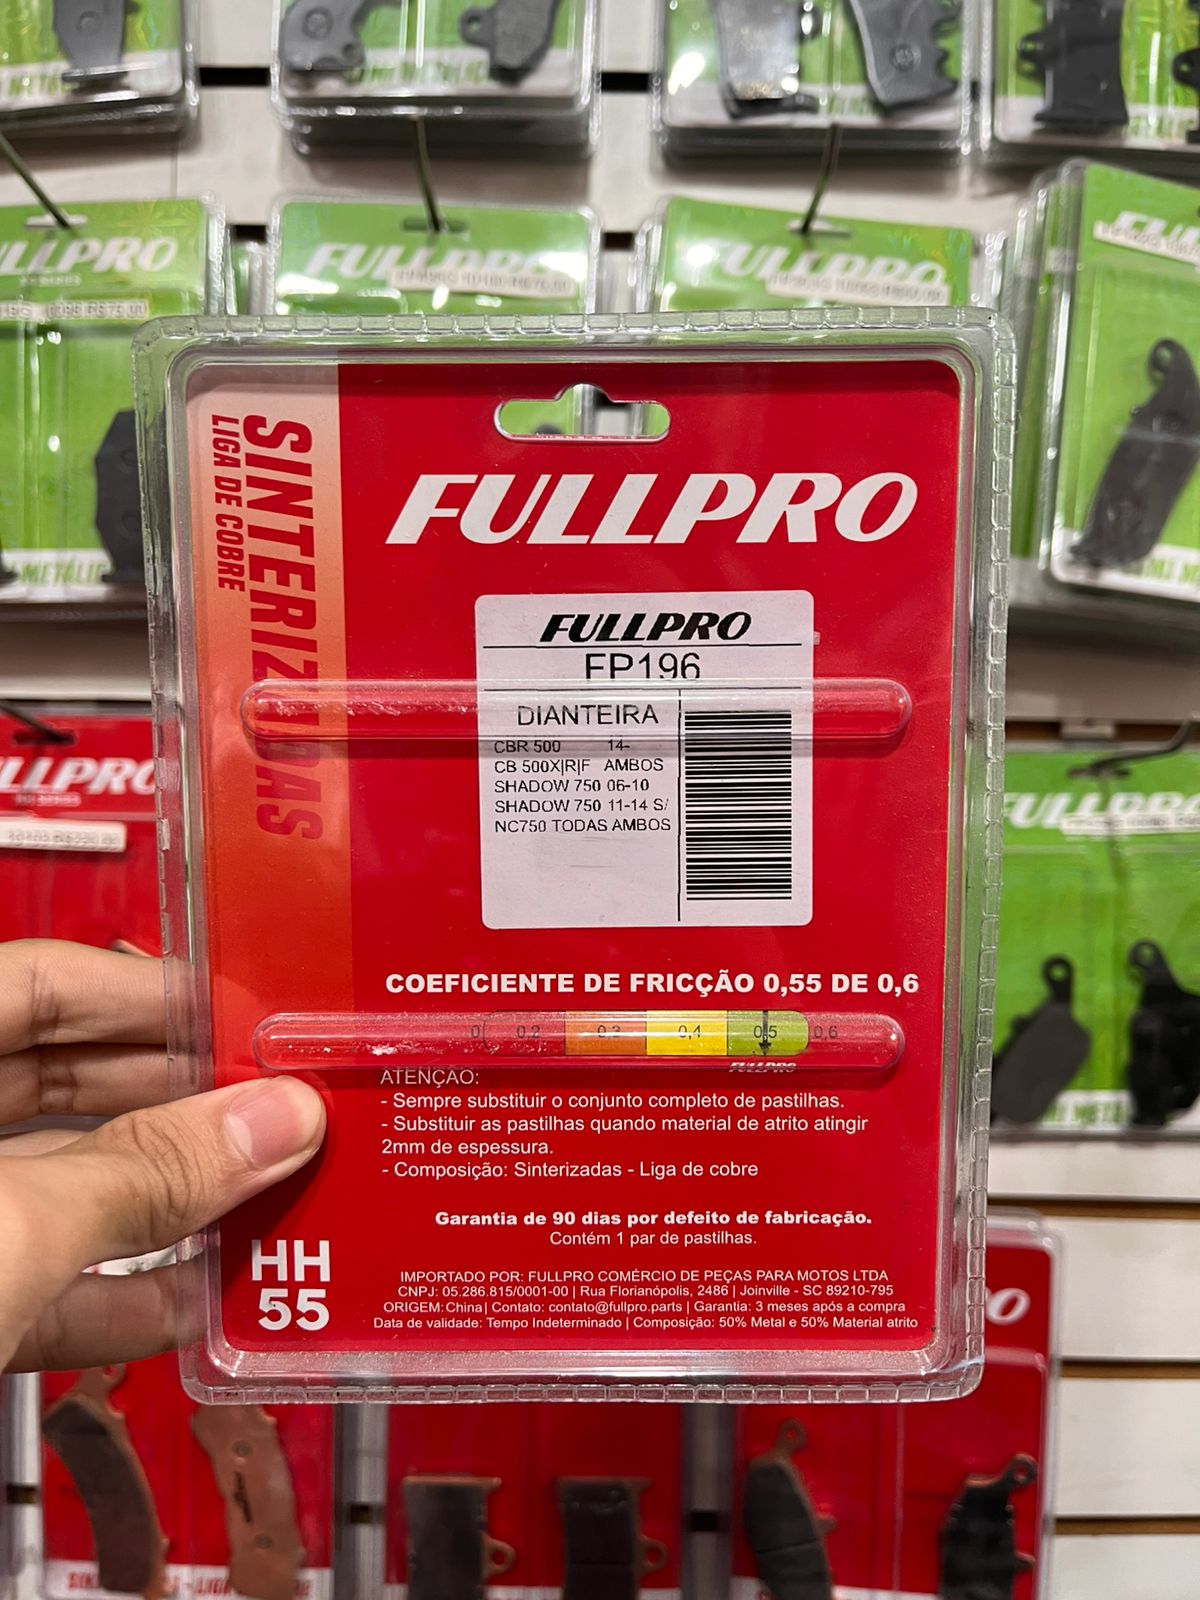 FULLPRO
FULLPRO
FULLPRO
SINTERIZADAS
LIGA DE COBRE
FULLPRO
FULLPRO
FP196
DIANTEIRA
CBR 500 14-
CB 500X|R|F AMBOS
SHADOW 750 06-10
SHADOW 750 11-14 S/
NC750 TODAS AMBOS
COEFICIENTE DE FRICÇÃO 0,55 DE 0,6
0 0,2 0,3 0,4 0,5 0,6
FULLPRO
ATENÇÃO:
- Sempre substituir o conjunto completo de pastilhas.
- Substituir as pastilhas quando material de atrito atingir
2mm de espessura.
- Composição: Sinterizadas - Liga de cobre
Garantia de 90 dias por defeito de fabricação.
Contém 1 par de pastilhas.
HH
55
IMPORTADO POR: FULLPRO COMÉRCIO DE PEÇAS PARA MOTOS LTDA
CNPJ: 05.286.815/0001-00 | Rua Florianópolis, 2486 | Joinville - SC 89210-795
ORIGEM: China | Contato: contato@fullpro.parts | Garantia: 3 meses após a compra
Data de validade: Tempo Indeterminado | Composição: 50% Metal e 50% Material atrito